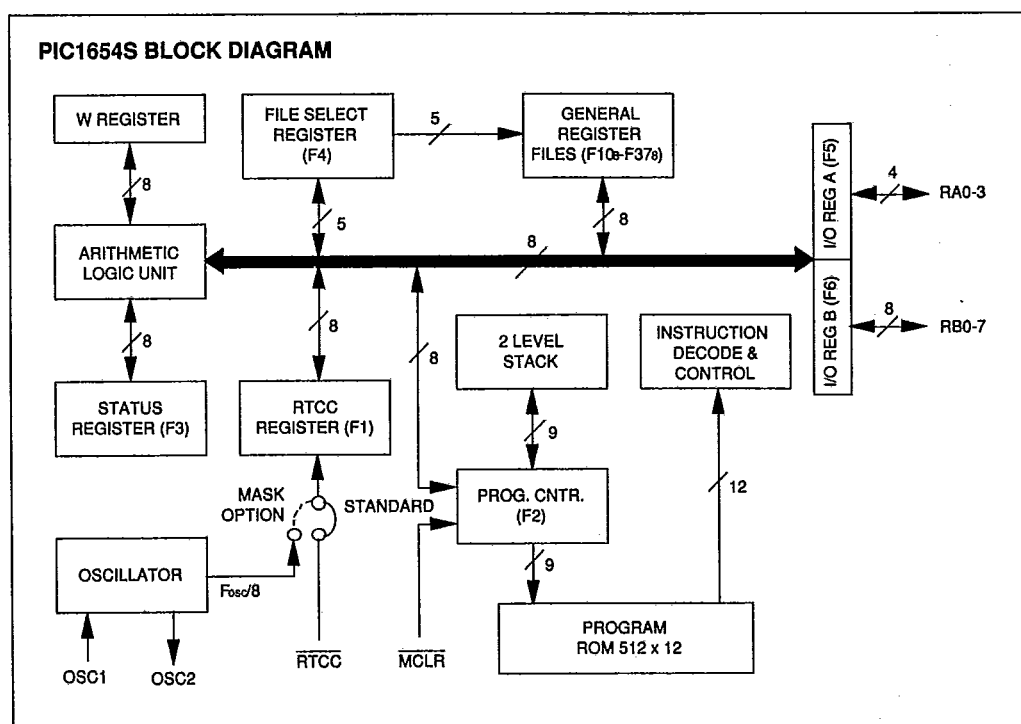 PIC1654S BLOCK DIAGRAM
W REGISTER
FILE SELECT
REGISTER
(F4)
5
GENERAL
REGISTER
FILES (F10₈-F37₈)
8
5
8
I/O REG A (F5)
4
RA0-3
ARITHMETIC
LOGIC UNIT
8
I/O REG B (F6)
8
RB0-7
8
8
8
2 LEVEL
STACK
INSTRUCTION
DECODE &
CONTROL
STATUS
REGISTER (F3)
RTCC
REGISTER (F1)
9
12
MASK
OPTION
STANDARD
PROG. CNTR.
(F2)
OSCILLATOR
Fosc/8
9
PROGRAM
ROM 512 x 12
OSC1
OSC2
RTCC
MCLR